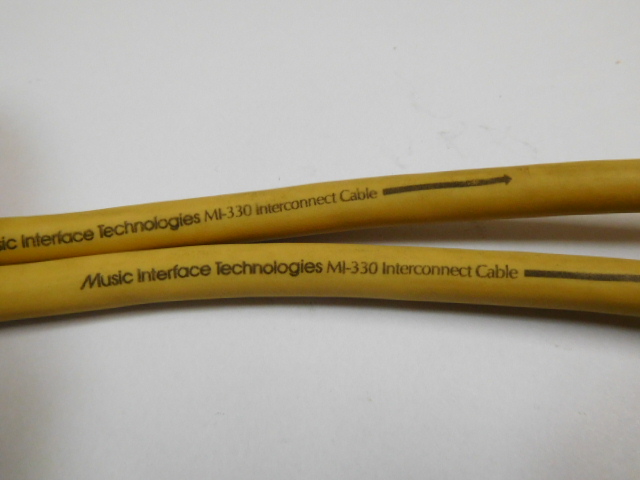 sic Interface Technologies MI-330 Interconnect Cable
Music Interface Technologies MI-330 Interconnect Cable